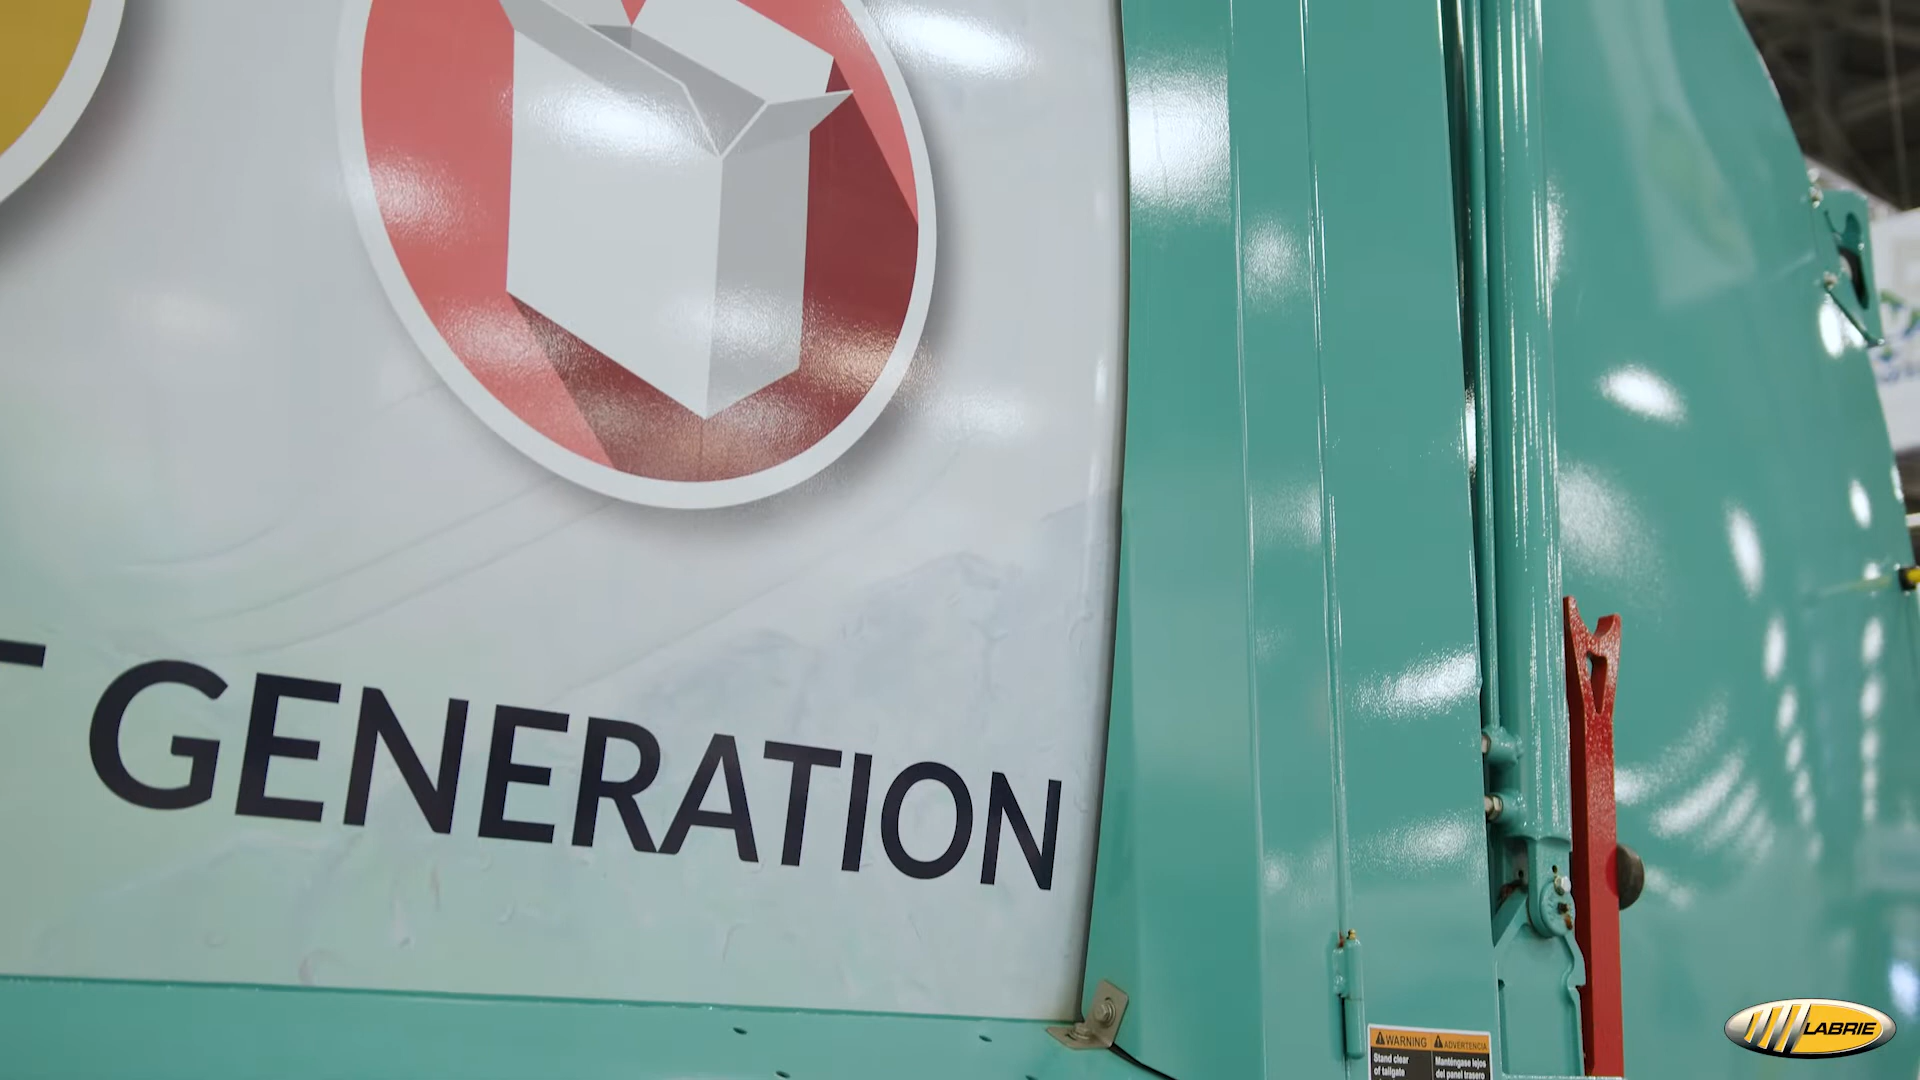 T GENERATION
WARNING
Stand clear
of tailgate
ADVERTENCIA
Manténgase lejos
del panel trasero
LABRIE